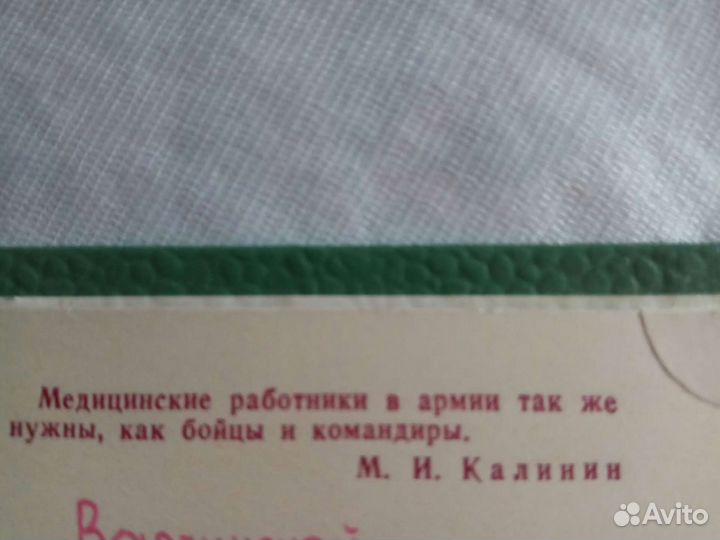 Медицинские работники в армии так же
нужны, как бойцы и командиры.
М. И. Калинин
Avito